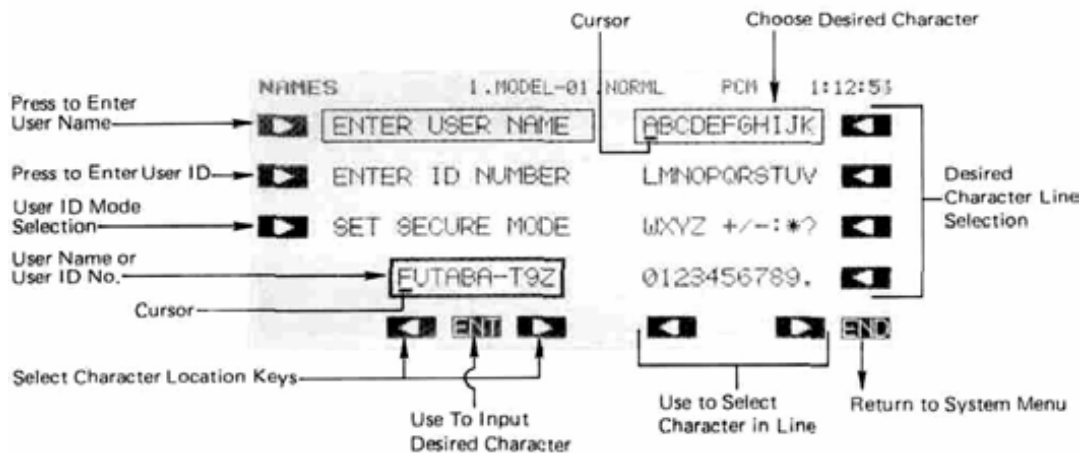 Cursor
Choose Desired Character
NAMES 1.MODEL-01.NORML PCM 1:12:53
Press to Enter
User Name
ENTER USER NAME
ABCDEFGHIJK
Press to Enter User ID
ENTER ID NUMBER
LMNOPQRSTUV
Desired
Character Line
Selection
User ID Mode
Selection
SET SECURE MODE
WXYZ +/-:*?
User Name or
User ID No.
FUTABA-T9Z
0123456789.
Cursor
ENT
END
Select Character Location Keys
Use To Input
Desired Character
Use to Select
Character in Line
Return to System Menu